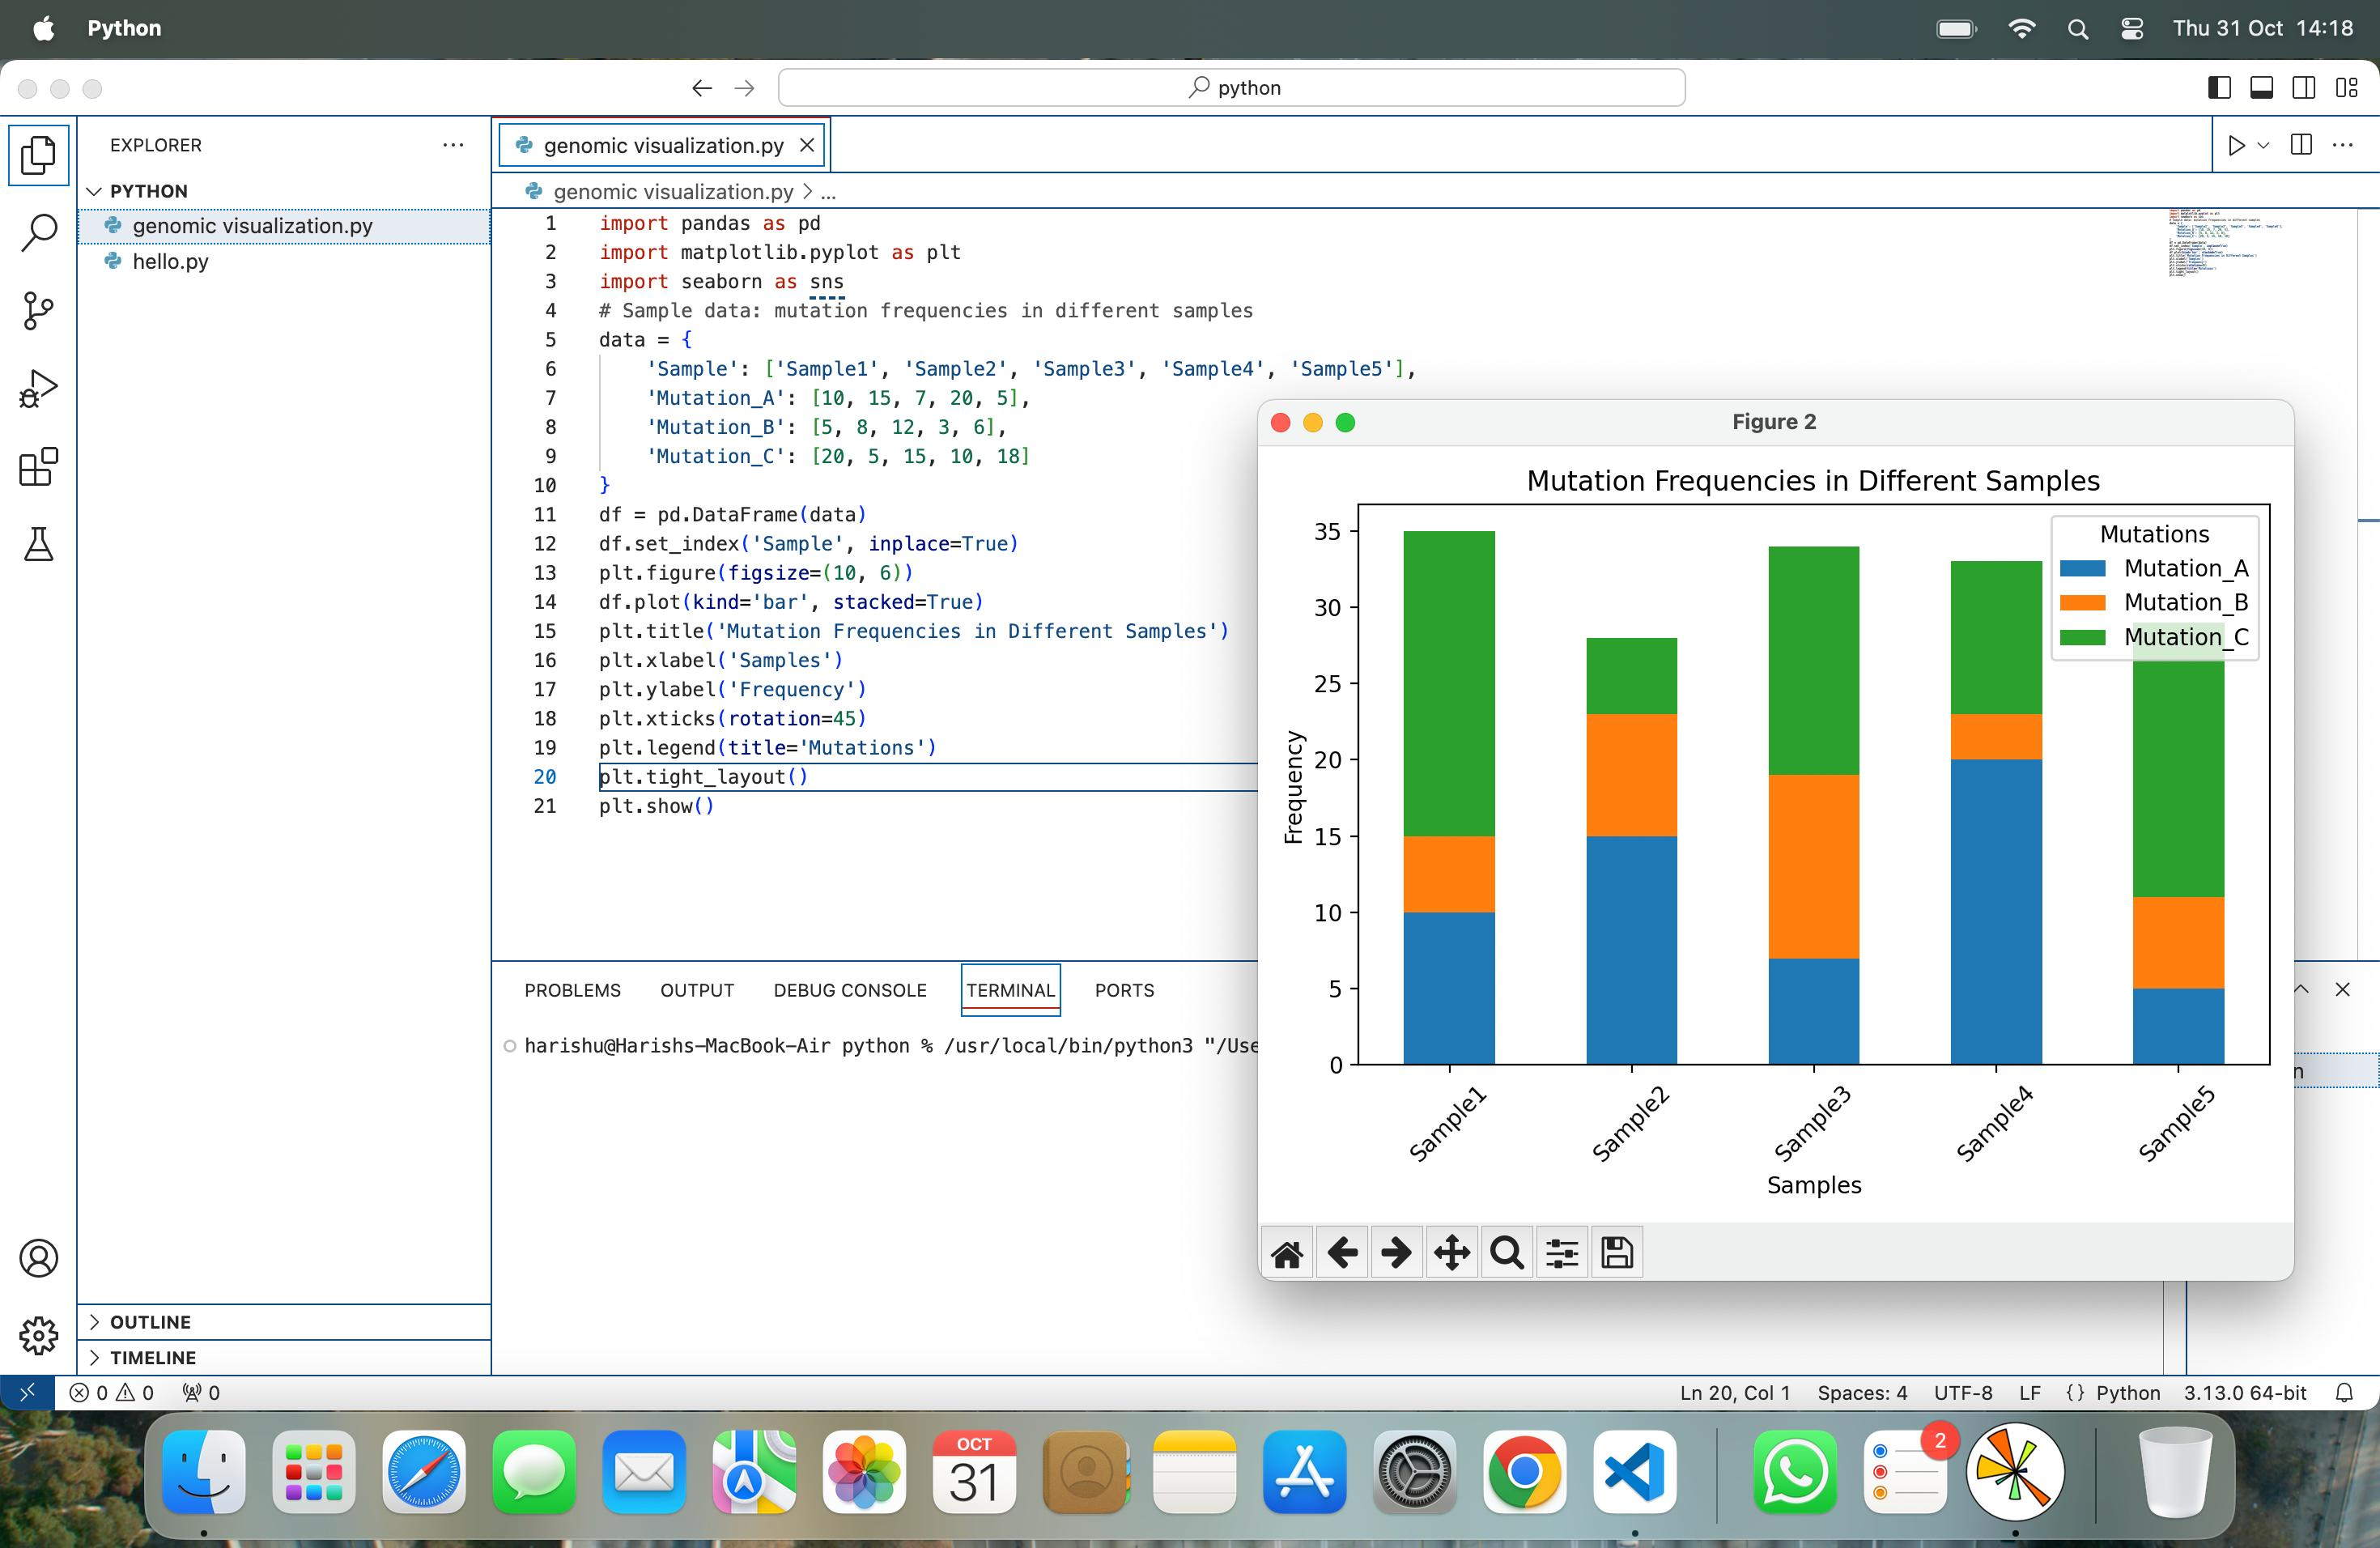 Python
Thu 31 Oct 14:18
python
EXPLORER
PYTHON
genomic visualization.py
hello.py
OUTLINE
TIMELINE
genomic visualization.py
genomic visualization.py > ...
1 import pandas as pd
2 import matplotlib.pyplot as plt
3 import seaborn as sns
4 # Sample data: mutation frequencies in different samples
5 data = {
6 'Sample': ['Sample1', 'Sample2', 'Sample3', 'Sample4', 'Sample5'],
7 'Mutation_A': [10, 15, 7, 20, 5],
8 'Mutation_B': [5, 8, 12, 3, 6],
9 'Mutation_C': [20, 5, 15, 10, 18]
10 }
11 df = pd.DataFrame(data)
12 df.set_index('Sample', inplace=True)
13 plt.figure(figsize=(10, 6))
14 df.plot(kind='bar', stacked=True)
15 plt.title('Mutation Frequencies in Different Samples')
16 plt.xlabel('Samples')
17 plt.ylabel('Frequency')
18 plt.xticks(rotation=45)
19 plt.legend(title='Mutations')
20 plt.tight_layout()
21 plt.show()
PROBLEMS OUTPUT DEBUG CONSOLE TERMINAL PORTS
harishu@Harishs-MacBook-Air python % /usr/local/bin/python3 "/Use
n
Figure 2
Mutation Frequencies in Different Samples
Mutations
Mutation_A
Mutation_B
Mutation_C
35
30
25
20
15
10
5
0
Frequency
Sample1 Sample2 Sample3 Sample4 Sample5
Samples
0 0 0
Ln 20, Col 1 Spaces: 4 UTF-8 LF {} Python 3.13.0 64-bit
OCT
31
2